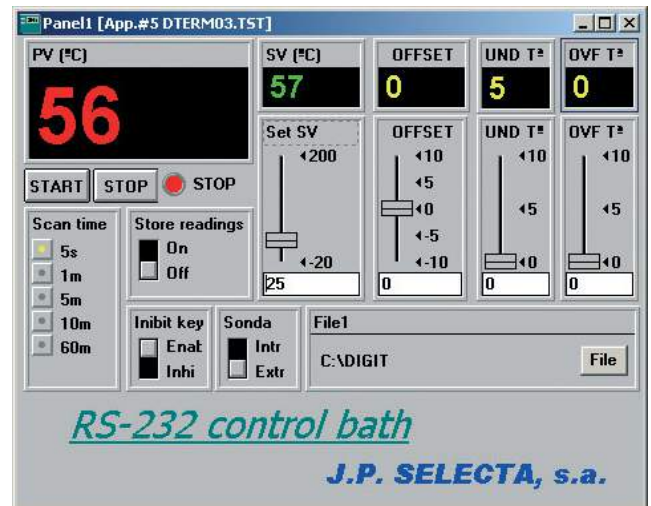 Panel1 [App.#5 DTERM03.TST]
PV (ºC)
56
SV (ºC)
57
OFFSET
0
UND Tª
5
OVF Tª
0
START
STOP
STOP
Set SV
200
-20
25
OFFSET
10
5
0
-5
-10
0
UND Tª
10
5
0
0
OVF Tª
10
5
0
0
Scan time
5s
1m
5m
10m
60m
Store readings
On
Off
Inibit key
Enat
Inhi
Sonda
Intr
Extr
File1
C:\DIGIT
File
RS-232 control bath
J.P. SELECTA, s.a.